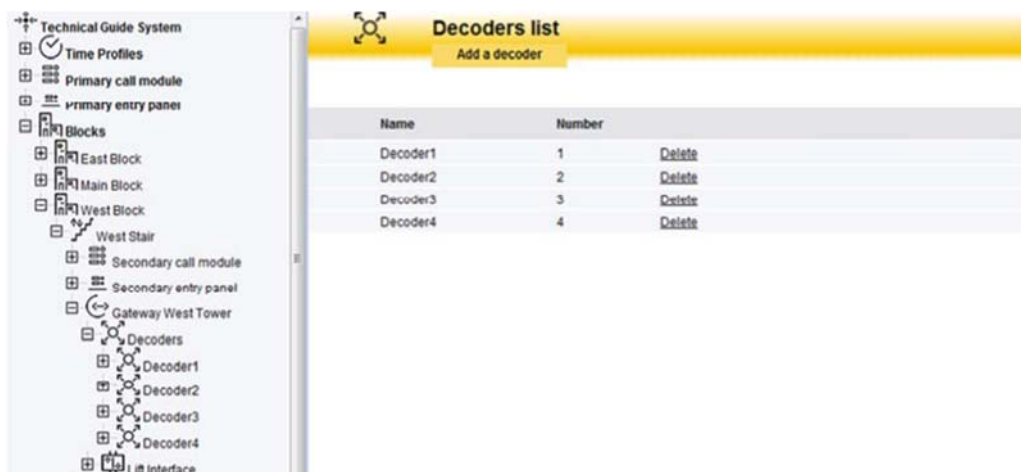 Technical Guide System
Time Profiles
Primary call module
Primary entry panel
Blocks
East Block
Main Block
West Block
West Stair
Secondary call module
Secondary entry panel
Gateway West Tower
Decoders
Decoder1
Decoder2
Decoder3
Decoder4
Lift Interface
Decoders list
Add a decoder
Name Number
Decoder1 1 Delete
Decoder2 2 Delete
Decoder3 3 Delete
Decoder4 4 Delete